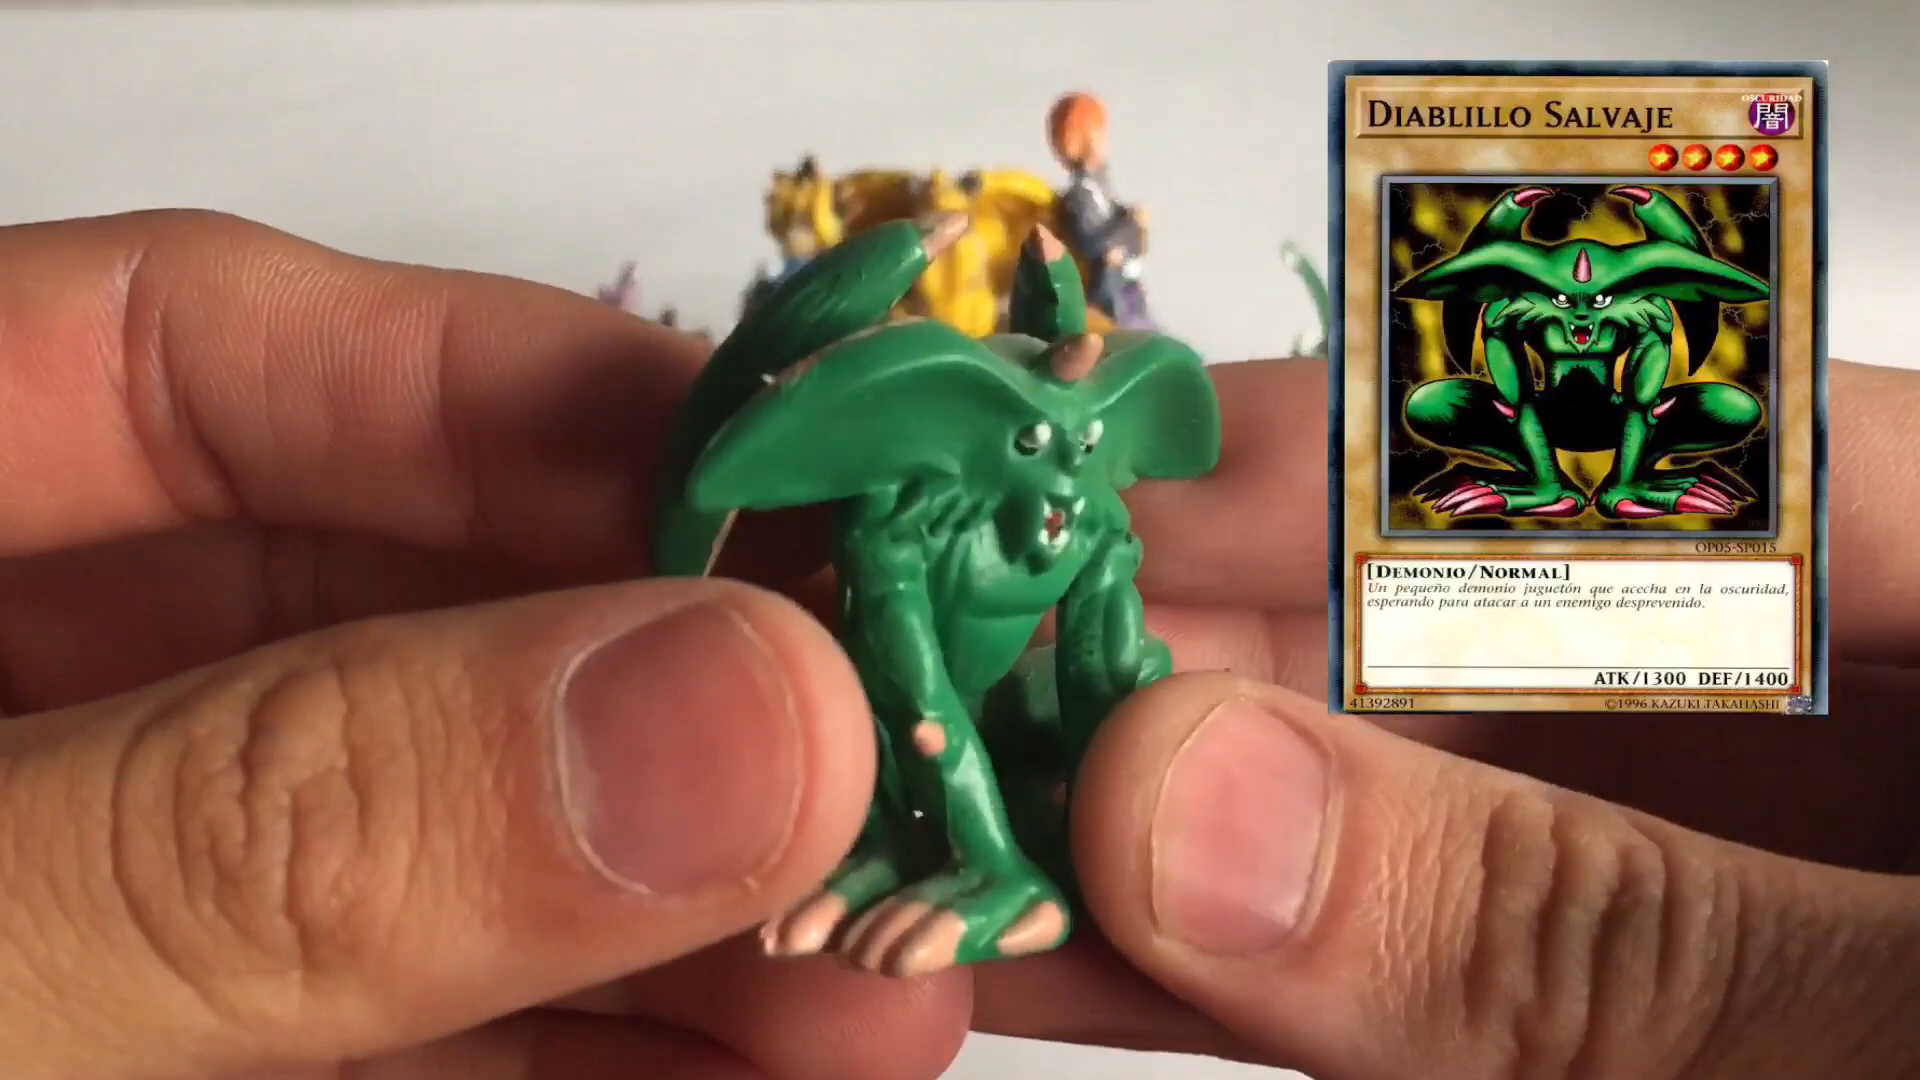 DIABLILLO SALVAJE
OSCURIDAD
闇
OP05-SP015
[DEMONIO/NORMAL]
Un pequeño demonio juguetón que acecha en la oscuridad,
esperando para atacar a un enemigo desprevenido.
ATK/1300 DEF/1400
41392891
©1996 KAZUKI TAKAHASHI